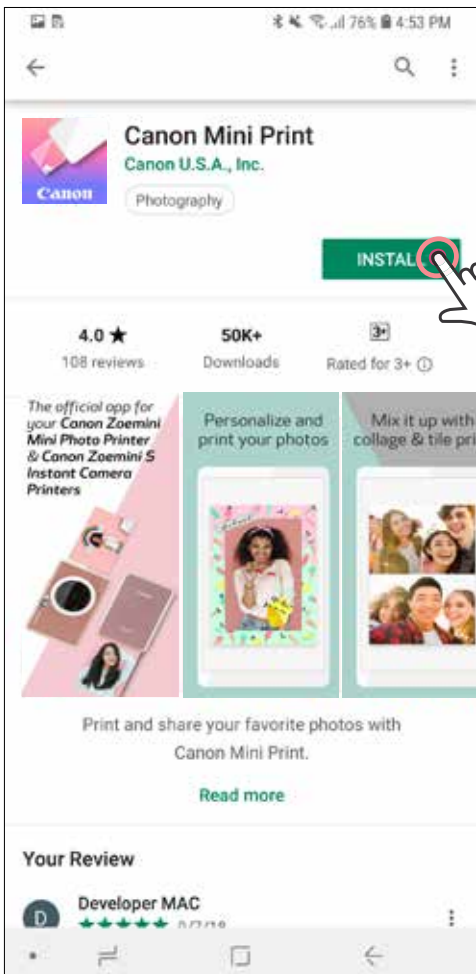 76% 4:53 PM
Canon Mini Print
Canon U.S.A., Inc.
Canon
Photography
INSTAL
4.0 ★
108 reviews
50K+
Downloads
3+
Rated for 3+
The official app for
your Canon Zoemini
Mini Photo Printer
& Canon Zoemini S
Instant Camera
Printers
Personalize and
print your photos
Mix it up with
collage & tile pri
Print and share your favorite photos with
Canon Mini Print.
Read more
Your Review
D
Developer MAC
★★★★★